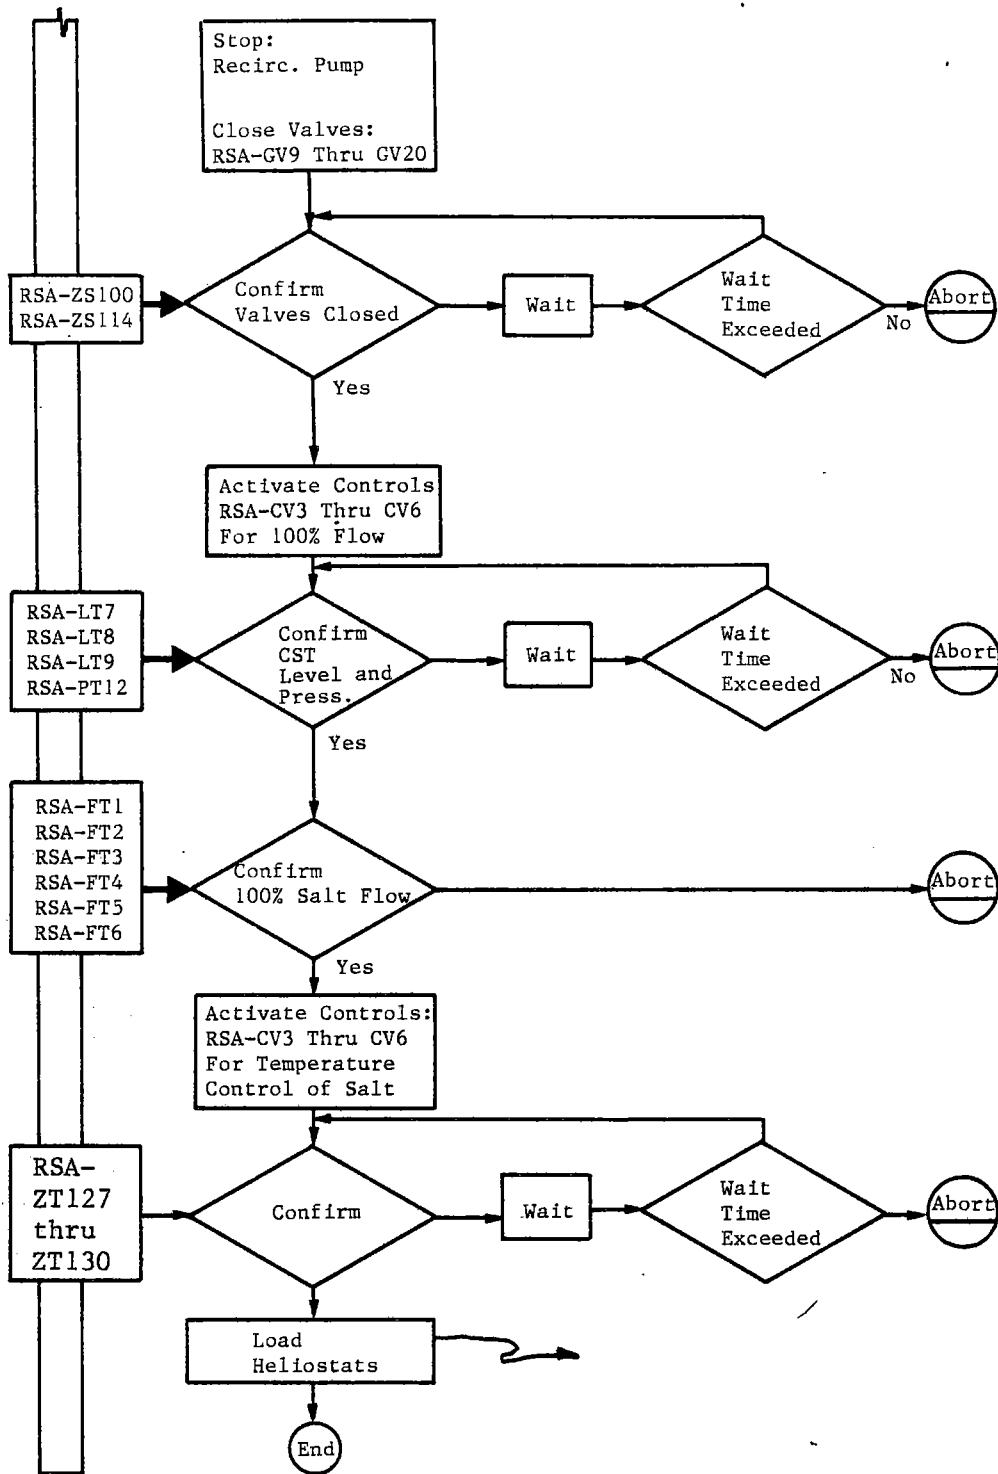 Stop:
Recirc. Pump
Close Valves:
RSA-GV9 Thru GV20
RSA-ZS100
RSA-ZS114
Confirm
Valves Closed
Wait
Wait
Time
Exceeded
No
Abort
Yes
Activate Controls
RSA-CV3 Thru CV6
For 100% Flow
RSA-LT7
RSA-LT8
RSA-LT9
RSA-PT12
Confirm
CST
Level and
Press.
Wait
Wait
Time
Exceeded
No
Abort
Yes
RSA-FT1
RSA-FT2
RSA-FT3
RSA-FT4
RSA-FT5
RSA-FT6
Confirm
100% Salt Flow
Abort
Yes
Activate Controls:
RSA-CV3 Thru CV6
For Temperature
Control of Salt
RSA-
ZT127
thru
ZT130
Confirm
Wait
Wait
Time
Exceeded
Abort
Load
Heliostats
End